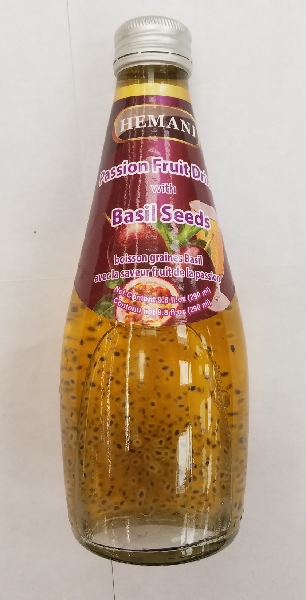 HEMANI
Passion Fruit
with
Basil Seeds
boisson graines Basil
avec la saveur fruit de la passion
Net Content 9.8 fl.oz (290 ml)
Contenu net 9.8 fl.oz (290 ml)